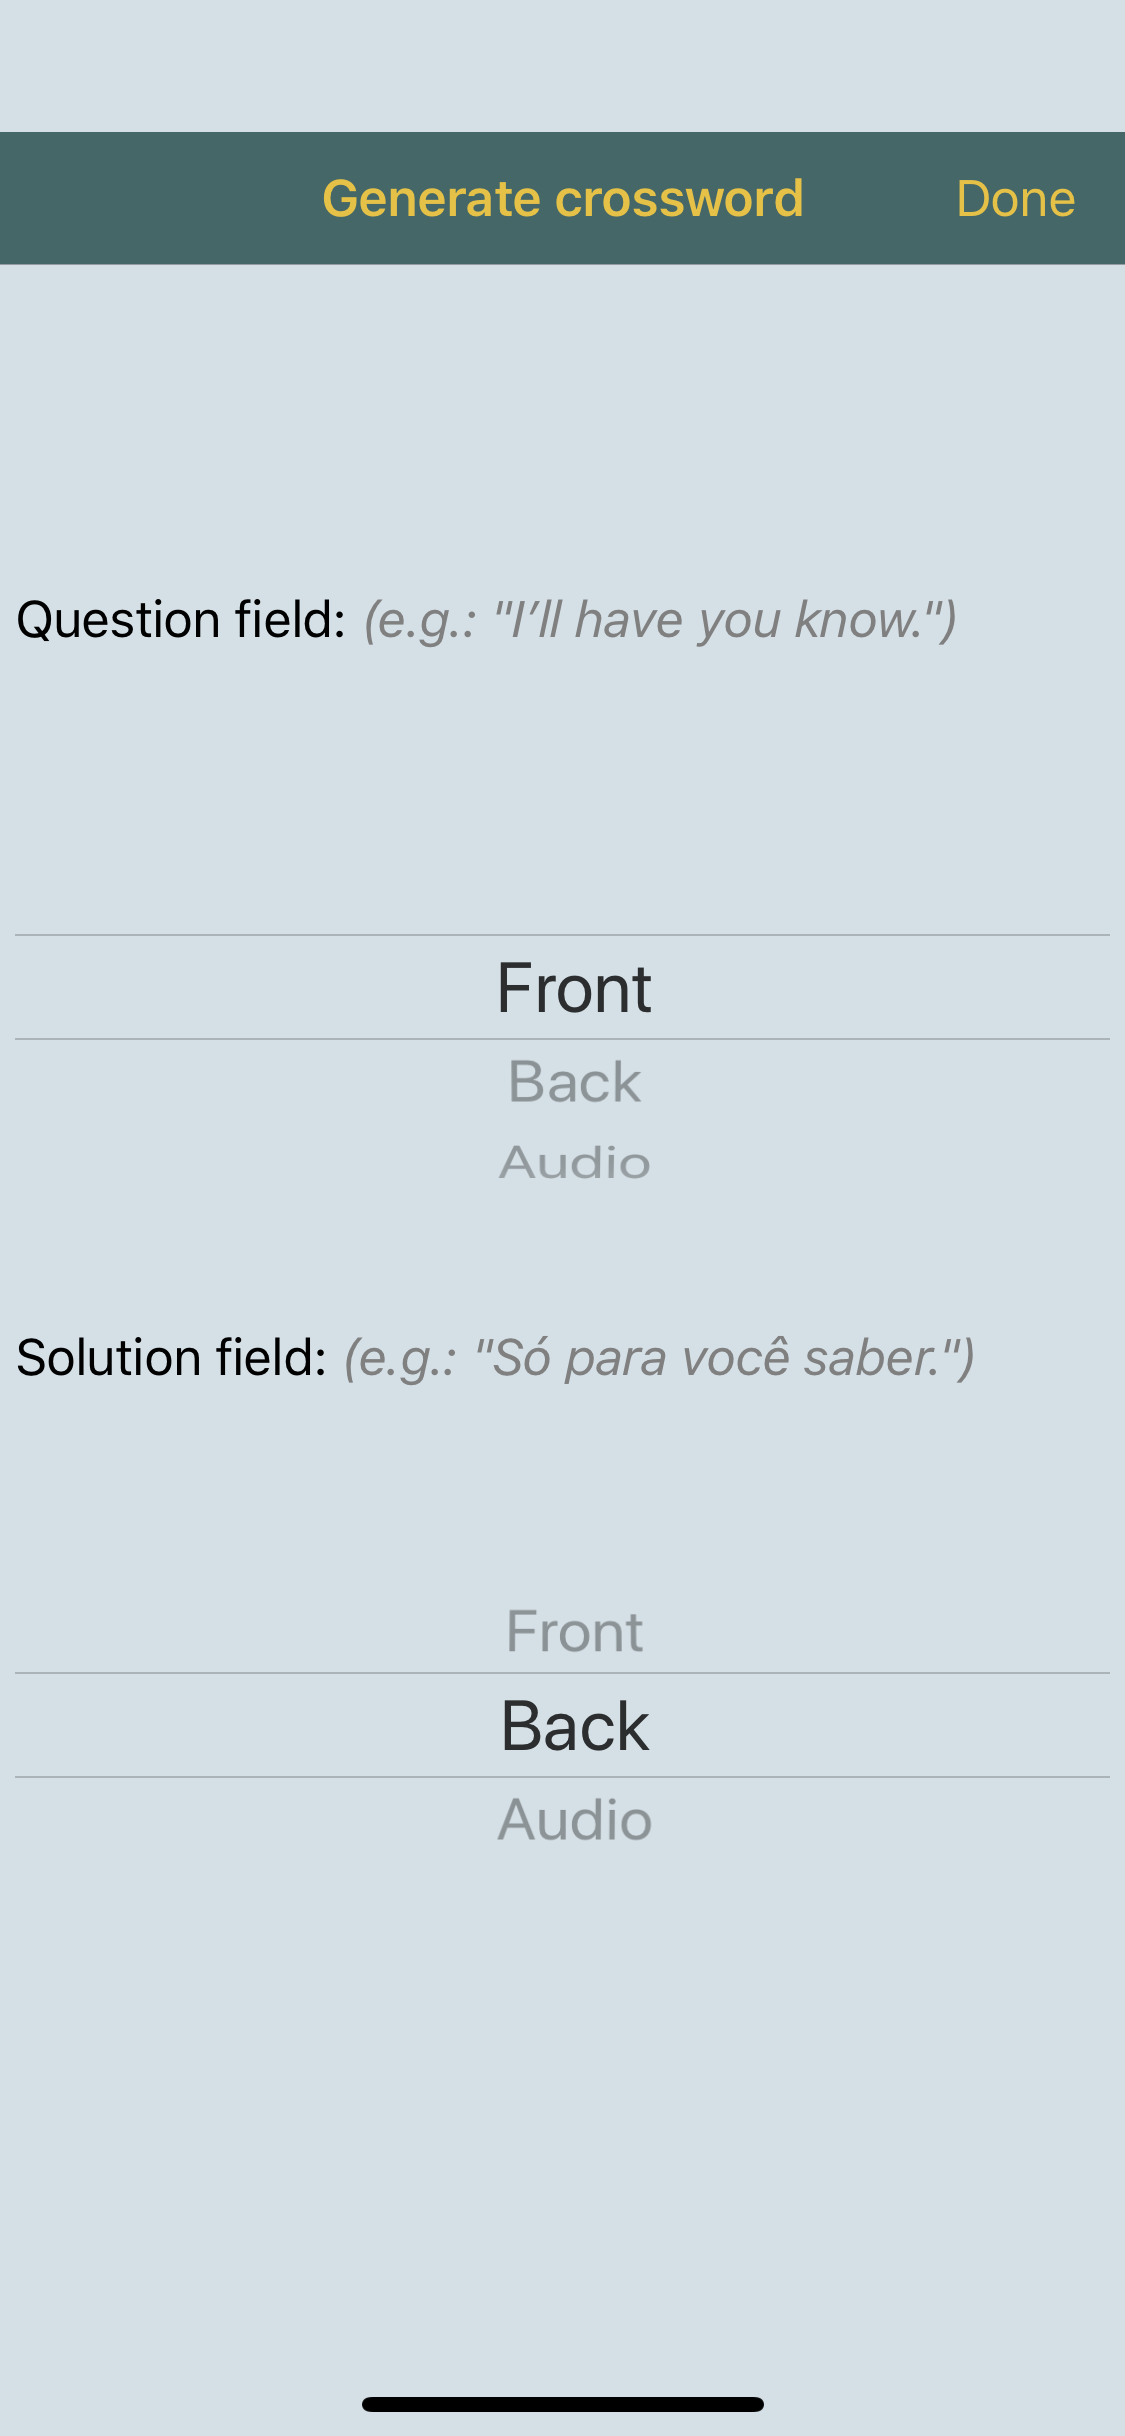 Generate crossword
Done
Question field: (e.g.: "I’ll have you know.")
Front
Back
Audio
Solution field: (e.g.: "Só para você saber.")
Front
Back
Audio